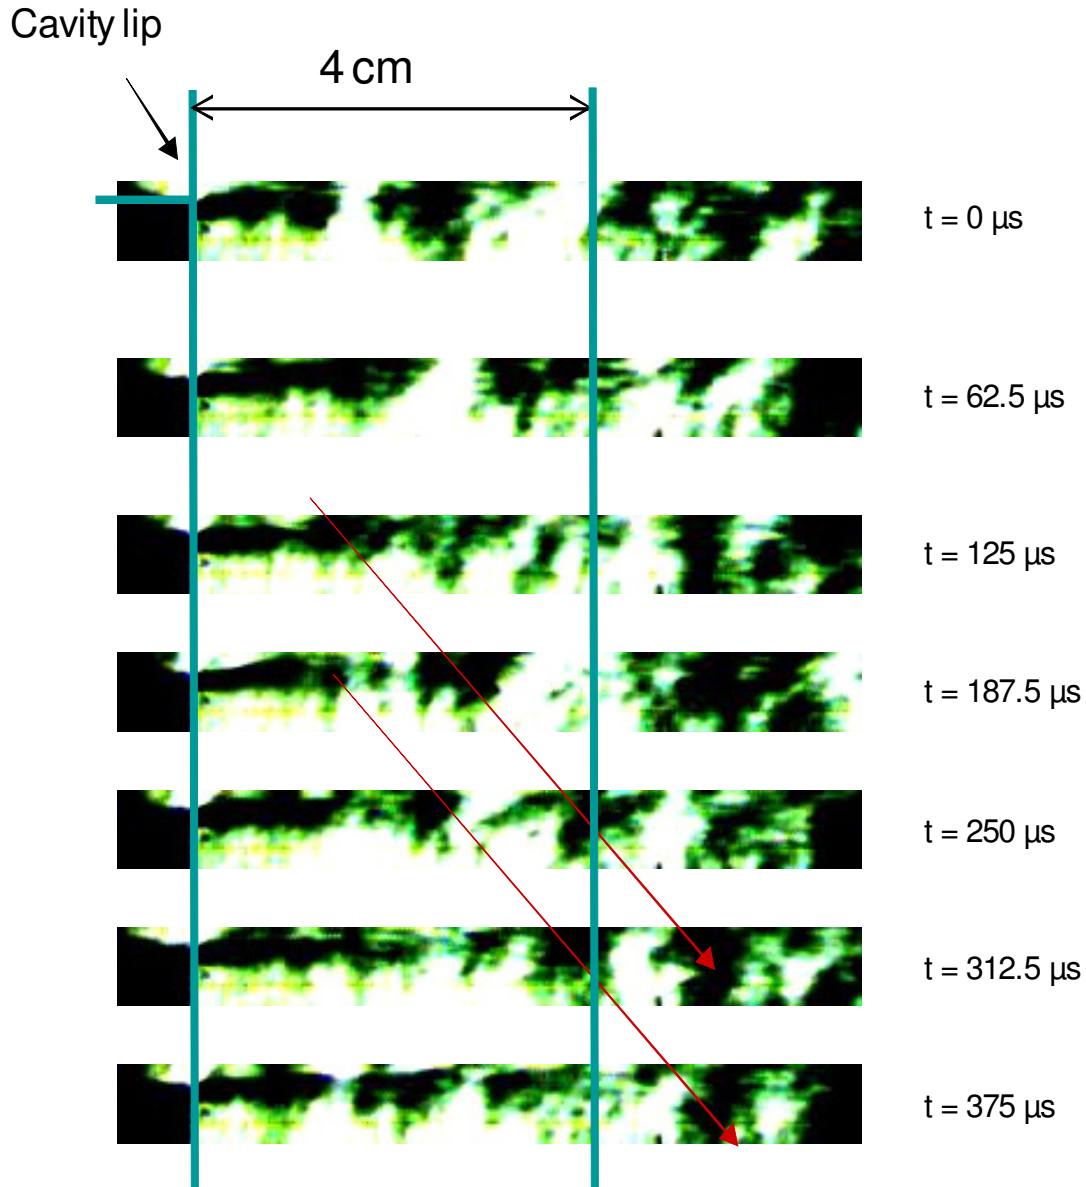 Cavity lip
4 cm
t = 0 μs
t = 62.5 μs
t = 125 μs
t = 187.5 μs
t = 250 μs
t = 312.5 μs
t = 375 μs